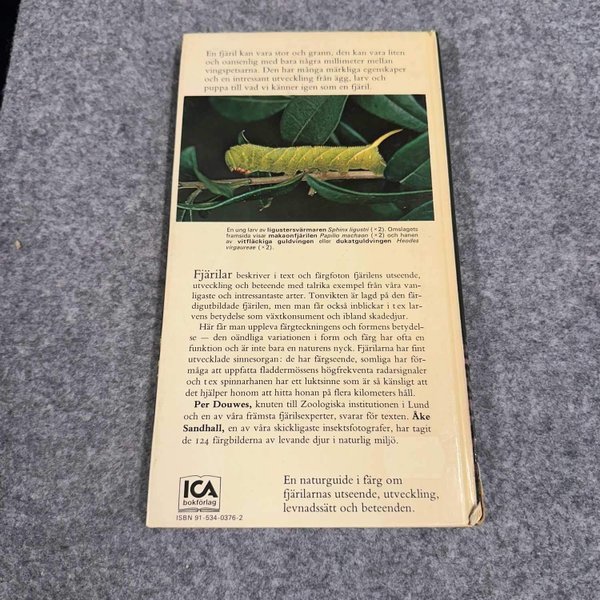 En fjäril kan vara stor och grann, den kan vara liten
och oansenlig med bara några millimeter mellan
vingspetsarna. Den har många märkliga egenskaper
och en intressant utveckling från ägg, larv och
puppa till vad vi känner igen som en fjäril.
En ung larv av ligustersvärmaren Sphinx ligustri (×2). Omslagets
framsida visar makaonfjärilen Papilio machaon (×2) och hanen
av vitfläckiga guldvingen eller dukatguldvingen Heodes
virgaureae (×2).
Fjärilar beskriver i text och färgfoton fjärilens utseende,
utveckling och beteende med talrika exempel från våra van-
ligaste och intressantaste arter. Tonvikten är lagd på den fär-
digutbildade fjärilen, men man får också inblickar i t ex lar-
vens betydelse som växtkonsument och ibland skadedjur.
Här får man uppleva färgteckningens och formens betydel-
se — den oändliga variationen i form och färg har ofta en
funktion och är inte bara en naturens nyck. Fjärilarna har fint
utvecklade sinnesorgan: de har färgseende, somliga har för-
måga att uppfatta fladdermössens högfrekventa radarsignaler
och t ex spinnarhanen har ett luktsinne som är så känsligt att
det hjälper honom att hitta honan på flera kilometers håll.
Per Douwes, knuten till Zoologiska institutionen i Lund
och en av våra främsta fjärilsexperter, svarar för texten. Åke
Sandhall, en av våra skickligaste insektsfotografer, har tagit
de 124 färgbilderna av levande djur i naturlig miljö.
ICA
bokförlag
ISBN 91-534-0376-2
En naturguide i färg om
fjärilarnas utseende, utveckling,
levnadssätt och beteenden.